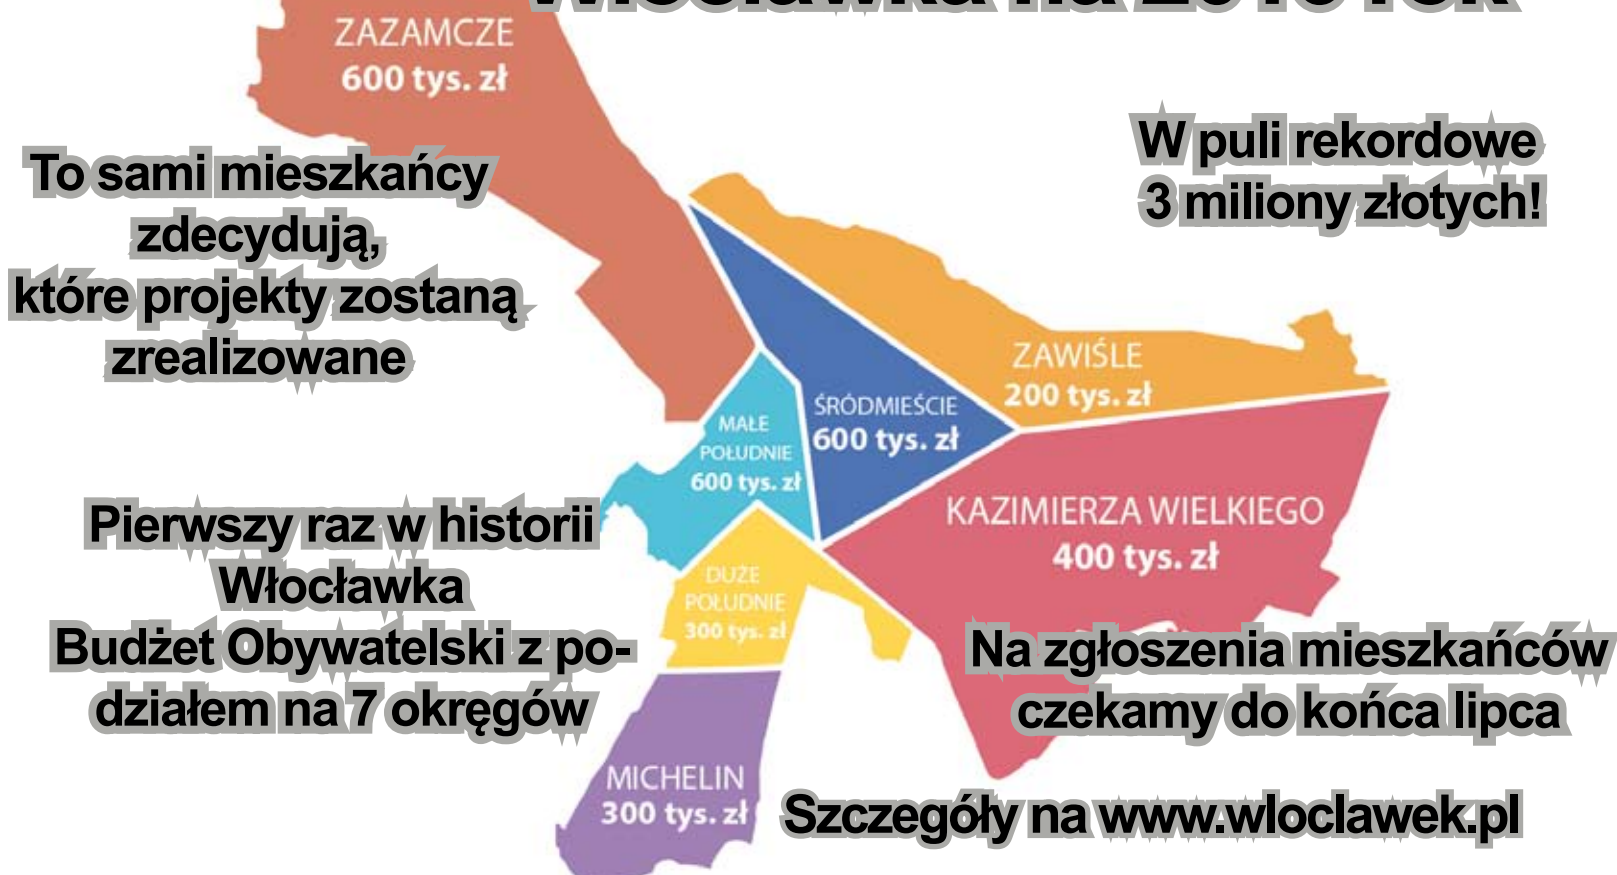 Włocławka na
ZAZAMCZE
600 tys. zł
W puli rekordowe
3 miliony złotych!
To sami mieszkańcy
zdecydują,
które projekty zostaną
zrealizowane
ZAWIŚLE
200 tys. zł
ŚRÓDMIEŚCIE
600 tys. zł
MAŁE
POŁUDNIE
600 tys. zł
KAZIMIERZA WIELKIEGO
400 tys. zł
Pierwszy raz w historii
Włocławka
Budżet Obywatelski z po-
działem na 7 okręgów
DUŻE
POŁUDNIE
300 tys. zł
Na zgłoszenia mieszkańców
czekamy do końca lipca
MICHELIN
300 tys. zł
Szczegóły na www.wloclawek.pl